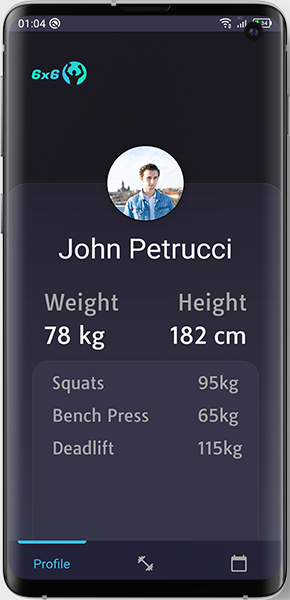 01:04
34
6x6
John Petrucci
Weight Height
78 kg 182 cm
Squats 95kg
Bench Press 65kg
Deadlift 115kg
Profile